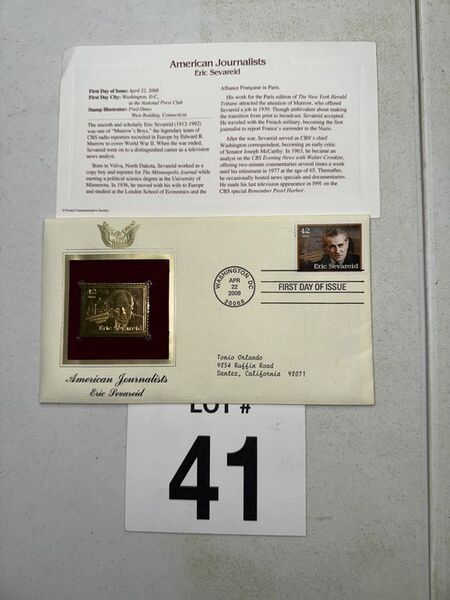 American Journalists
Eric Sevareid
First Day of Issue: April 22, 2008
First Day City: Washington, D.C.,
at the National Press Club
Stamp Illustrator: Fred Otnes
West Redding, Connecticut
The smooth and scholarly Eric Sevareid (1912-1992)
was one of "Murrow's Boys," the legendary team of
CBS radio reporters recruited in Europe by Edward R.
Murrow to cover World War II. When the war ended,
Sevareid went on to a distinguished career as a television
news analyst.
Born in Velva, North Dakota, Sevareid worked as a
copy boy and reporter for The Minneapolis Journal while
earning a political science degree at the University of
Minnesota. In 1936, he moved with his wife to Europe
and studied at the London School of Economics and the
Alliance Française in Paris.
His work for the Paris edition of The New York Herald
Tribune attracted the attention of Murrow, who offered
Sevareid a job in 1939. Though ambivalent about making
the transition from print to broadcast, Sevareid accepted.
He traveled with the French military, becoming the first
journalist to report France's surrender to the Nazis.
After the war, Sevareid served as CBS's chief
Washington correspondent, becoming an early critic
of Senator Joseph McCarthy. In 1963, he became an
analyst on the CBS Evening News with Walter Cronkite,
offering two-minute commentaries several times a week
until his retirement in 1977 at the age of 65. Thereafter,
he occasionally hosted news specials and documentaries.
He made his last television appearance in 1991 on the
CBS special Remember Pearl Harbor.
42
Eric Sevareid
WASHINGTON DC
APR
22
2008
20066
FIRST DAY OF ISSUE
42
Eric Sevareid
Tonio Orlando
9254 Ruffin Road
Santee, California 92071
American Journalists
Eric Sevareid
LOT #
41